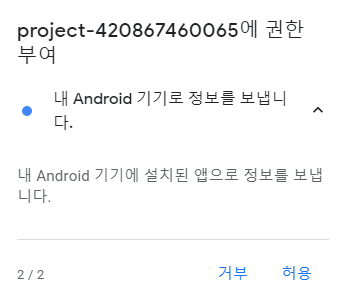 project-420867460065에 권한
부여
내 Android 기기로 정보를 보냅니
다.
내 Android 기기에 설치된 앱으로 정보를 보냅
니다.
2 / 2
거부
허용